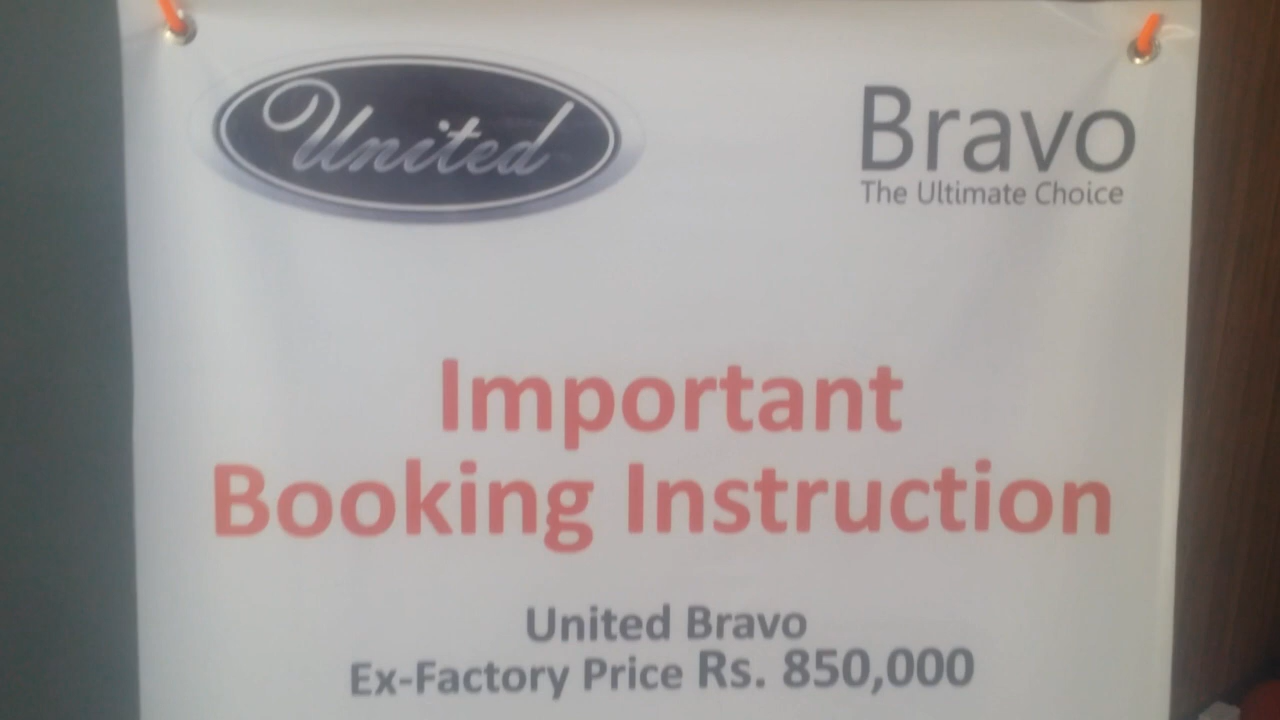 United
Bravo
The Ultimate Choice
Important
Booking Instruction
United Bravo
Ex-Factory Price Rs. 850,000